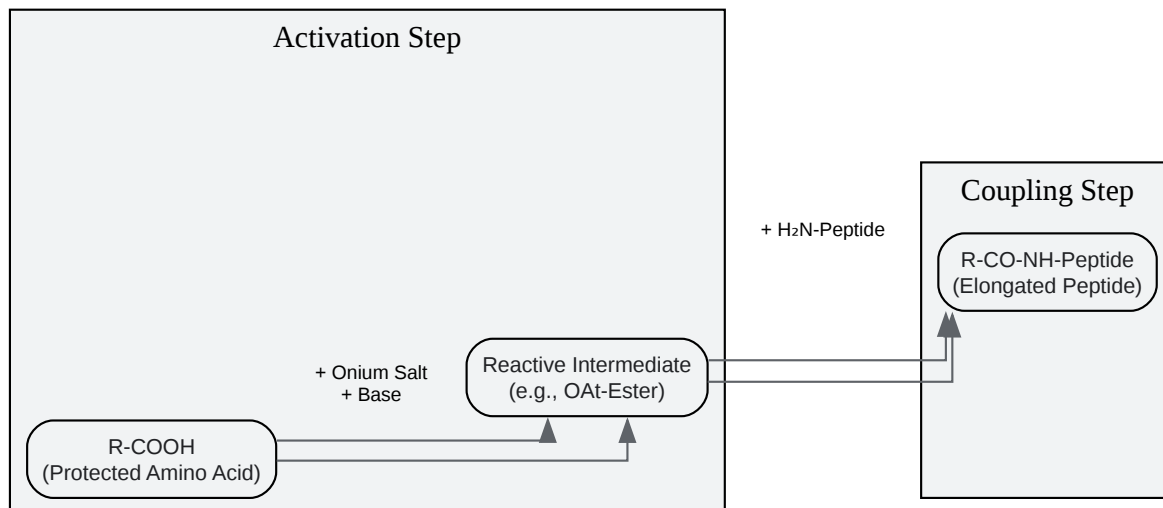 Activation Step
Coupling Step
+ H₂N-Peptide
R-CO-NH-Peptide
(Elongated Peptide)
Reactive Intermediate
(e.g., OAt-Ester)
+ Onium Salt
+ Base
R-COOH
(Protected Amino Acid)